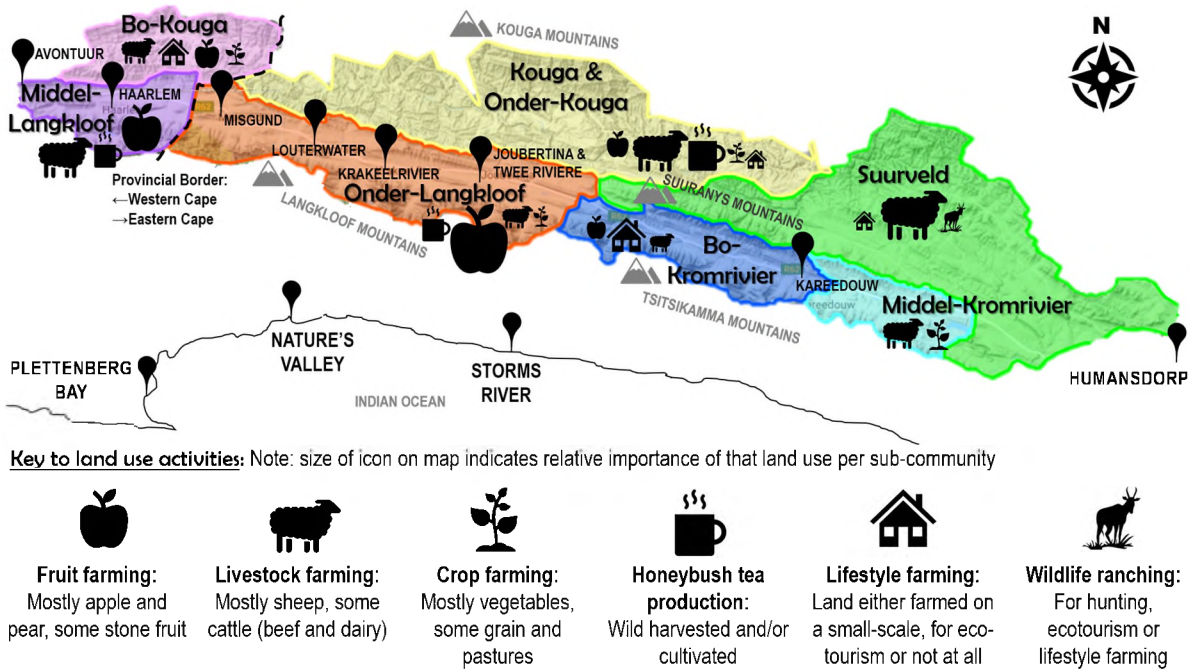 Bo-Kouga
KOUGA MOUNTAINS
N
AVONTUUR
Kouga &
Onder-Kouga
Middel-
Langkloof
HAARLEM
Haarlem
R62
MISGUND
LOUTERWATER
KRAKEELRIVIER
JOUBERTINA &
TWEE RIVIERE
Provincial Border:
←Western Cape
→Eastern Cape
LANGKLOOF MOUNTAINS
Onder-Langkloof
SUURANYS MOUNTAINS
Suurveld
Bo-
Kromrivier
R62
KAREEDOUW
areedouw
TSITSIKAMMA MOUNTAINS
Middel-Kromrivier
HUMANSDORP
PLETTENBERG
BAY
NATURE'S
VALLEY
STORMS
RIVER
INDIAN OCEAN
Key to land use activities: Note: size of icon on map indicates relative importance of that land use per sub-community
Fruit farming:
Mostly apple and
pear, some stone fruit
Livestock farming:
Mostly sheep, some
cattle (beef and dairy)
Crop farming:
Mostly vegetables,
some grain and
pastures
Honeybush tea
production:
Wild harvested and/or
cultivated
Lifestyle farming:
Land either farmed on
a small-scale, for eco-
tourism or not at all
Wildlife ranching:
For hunting,
ecotourism or
lifestyle farming